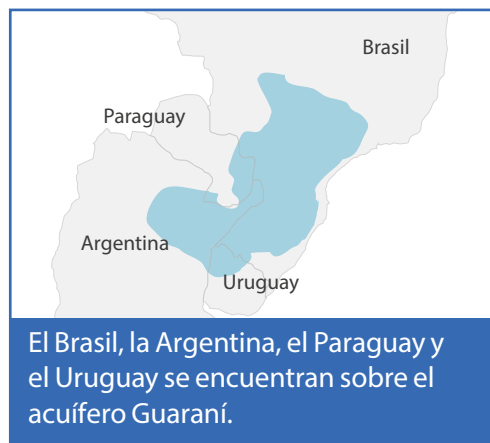 Brasil
Paraguay
Argentina
Uruguay
El Brasil, la Argentina, el Paraguay y
el Uruguay se encuentran sobre el
acuífero Guaraní.